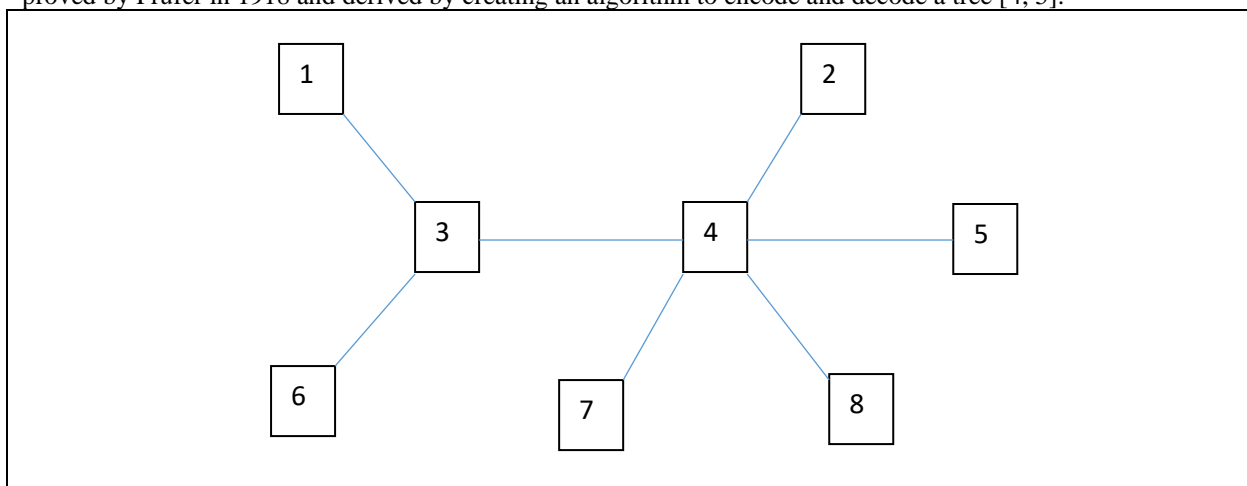 proved by Prufer in 1918 and derived by creating an algorithm to encode and decode a tree [4, 5].
1 2
3 4 5
6 7 8